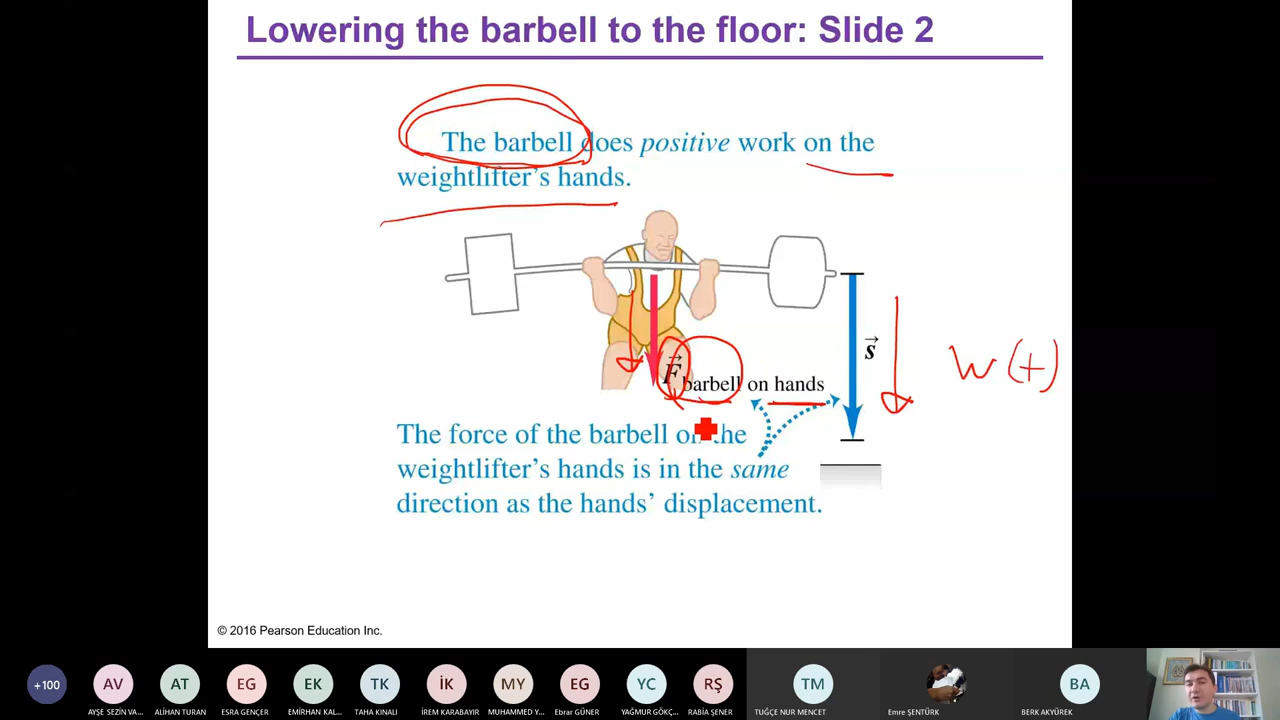 Lowering the barbell to the floor: Slide 2
The barbell does positive work on the
weightlifter's hands.
s
W (+)
F barbell on hands
The force of the barbell on the
weightlifter's hands is in the same
direction as the hands' displacement.
© 2016 Pearson Education Inc.
+100
AV
AT
EG
EK
TK
İK
MY
EG
YC
RŞ
TM
BA
AYŞE SEZİN VA...
ALİHAN TURAN
ESRA GENÇER
EMİRHAN KAL...
TAHA KINALI
İREM KARABAYIR
MUHAMMED Y...
Ebrar GÜNER
YAĞMUR GÖKÇ...
RABİA ŞENER
TUĞÇE NUR MENCET
Emre ŞENTÜRK
BERK AKYÜREK